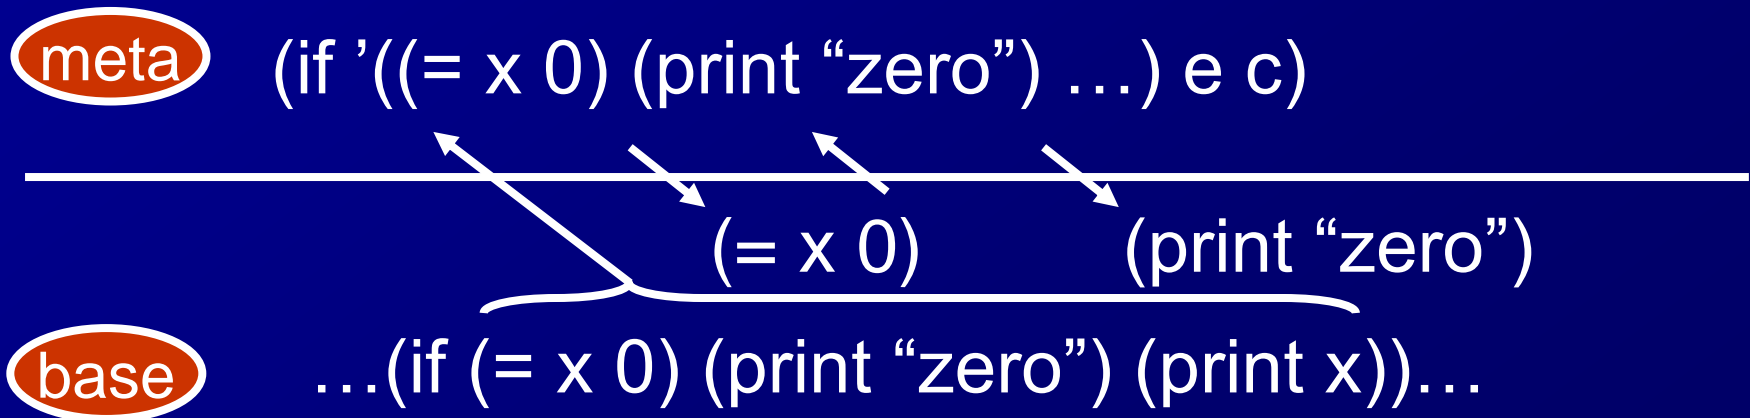 meta (if ’((= x 0) (print “zero”) …) e c)
(= x 0) (print “zero”)
base …(if (= x 0) (print “zero”) (print x))…